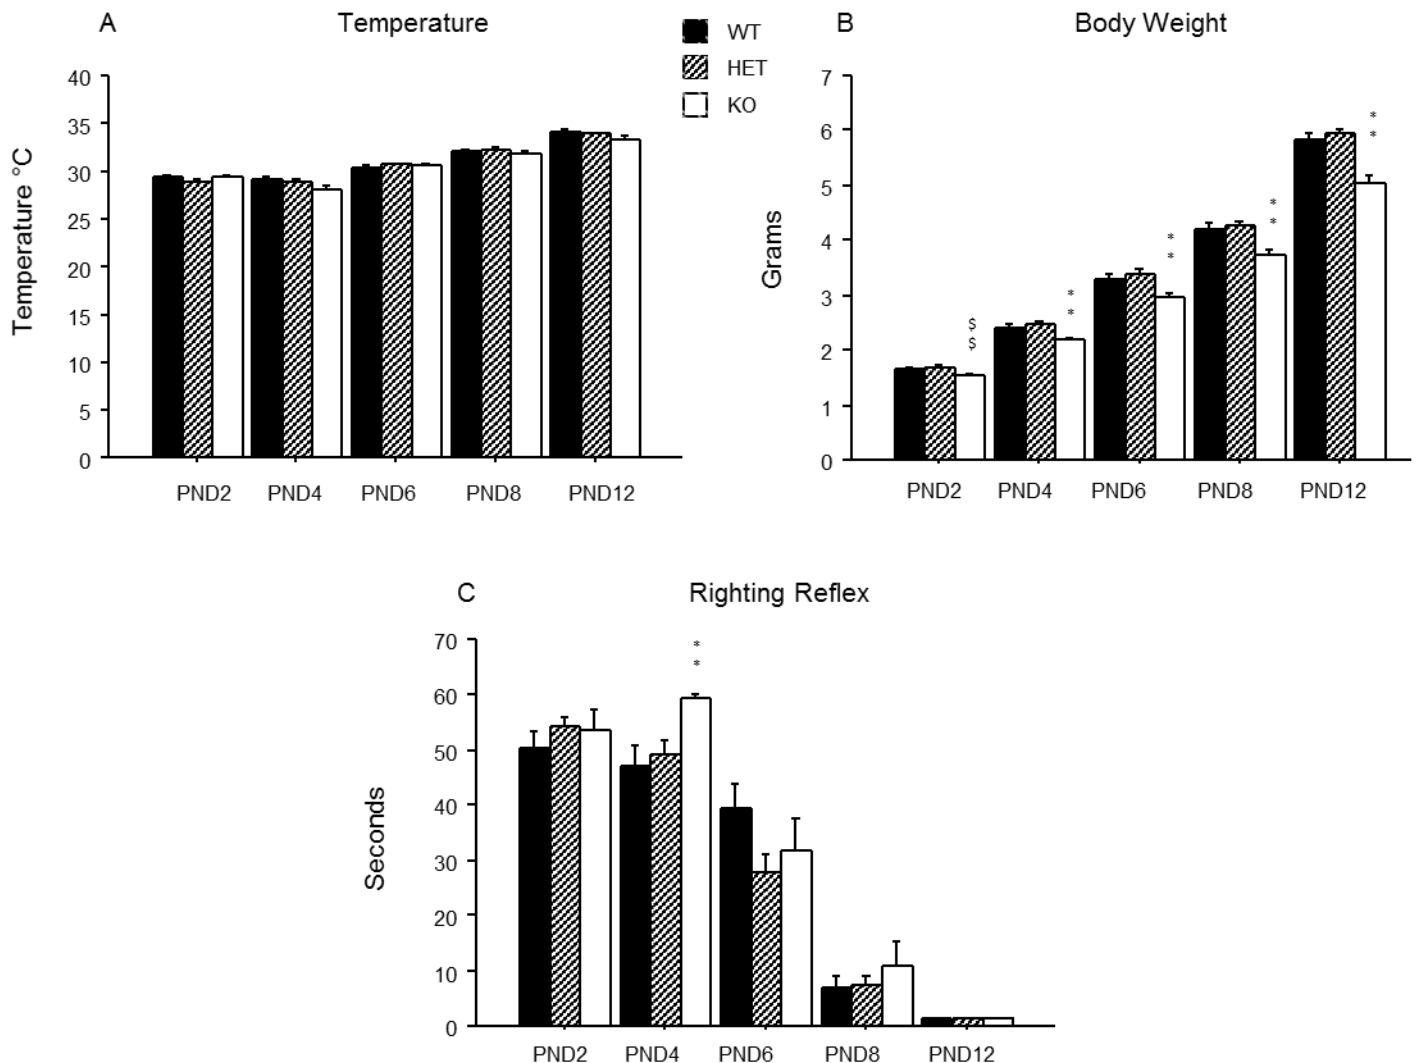 A
Temperature
WT
HET
KO
B
Body Weight
40
35
30
25
20
15
10
5
0
Temperature °C
PND2 PND4 PND6 PND8 PND12
7
6
5
4
3
2
1
0
Grams
$
$
*
*
*
*
*
*
*
*
PND2 PND4 PND6 PND8 PND12
C
Righting Reflex
70
60
50
40
30
20
10
0
Seconds
*
*
PND2 PND4 PND6 PND8 PND12